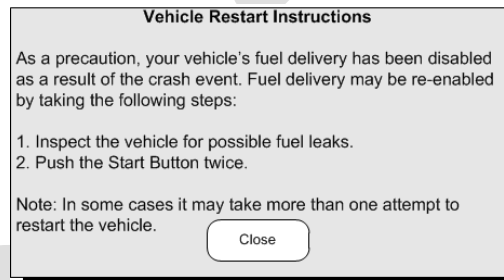 Vehicle Restart Instructions
As a precaution, your vehicle's fuel delivery has been disabled
as a result of the crash event. Fuel delivery may be re-enabled
by taking the following steps:
1. Inspect the vehicle for possible fuel leaks.
2. Push the Start Button twice.
Note: In some cases it may take more than one attempt to
restart the vehicle.
Close